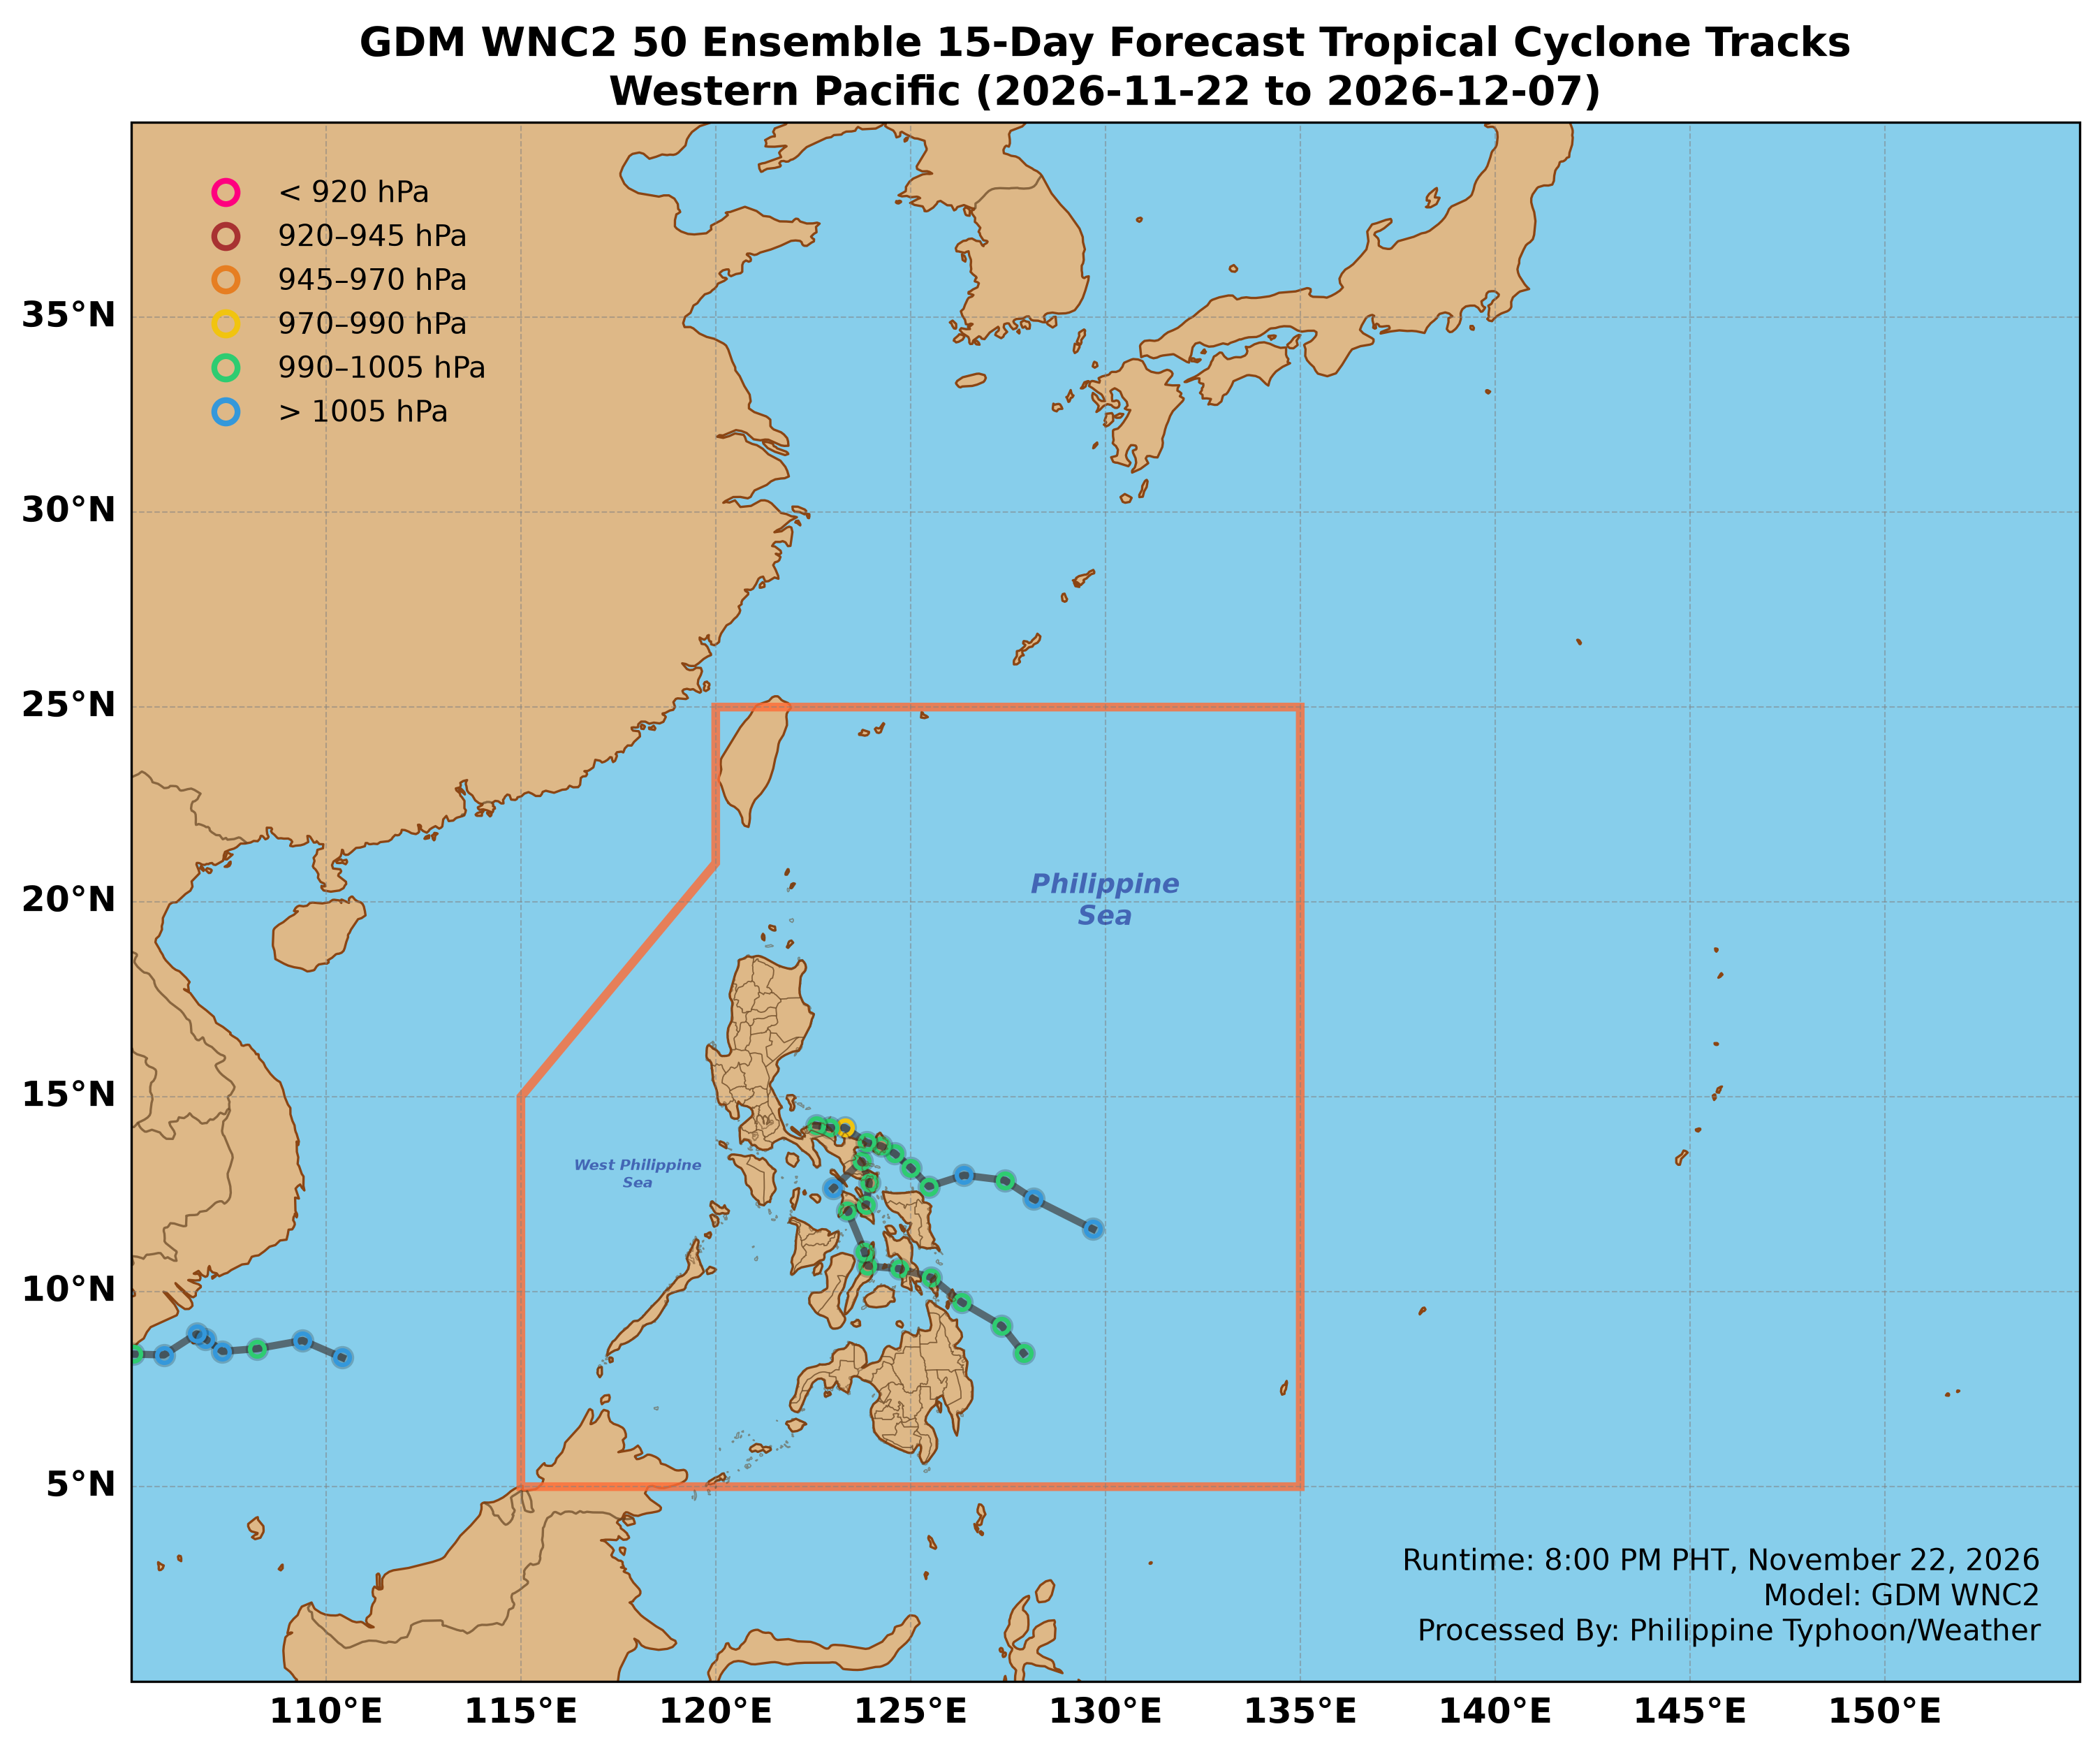 GDM WNC2 50 Ensemble 15-Day Forecast Tropical Cyclone Tracks
Western Pacific (2026-11-22 to 2026-12-07)
< 920 hPa
920–945 hPa
945–970 hPa
970–990 hPa
990–1005 hPa
> 1005 hPa
35°N
30°N
25°N
20°N
15°N
10°N
5°N
Philippine
Sea
West Philippine
Sea
Runtime: 8:00 PM PHT, November 22, 2026
Model: GDM WNC2
Processed By: Philippine Typhoon/Weather
110°E
115°E
120°E
125°E
130°E
135°E
140°E
145°E
150°E